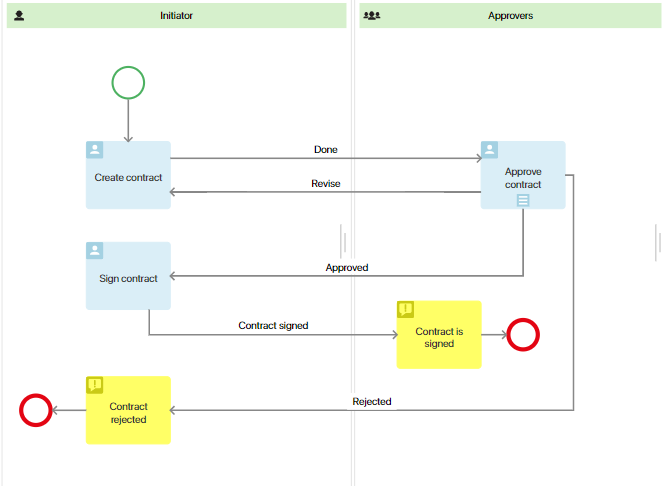 Initiator
Approvers
Done
Create contract
Approve
contract
Revise
Approved
Sign contract
Contract signed
Contract is
signed
Rejected
Contract
rejected